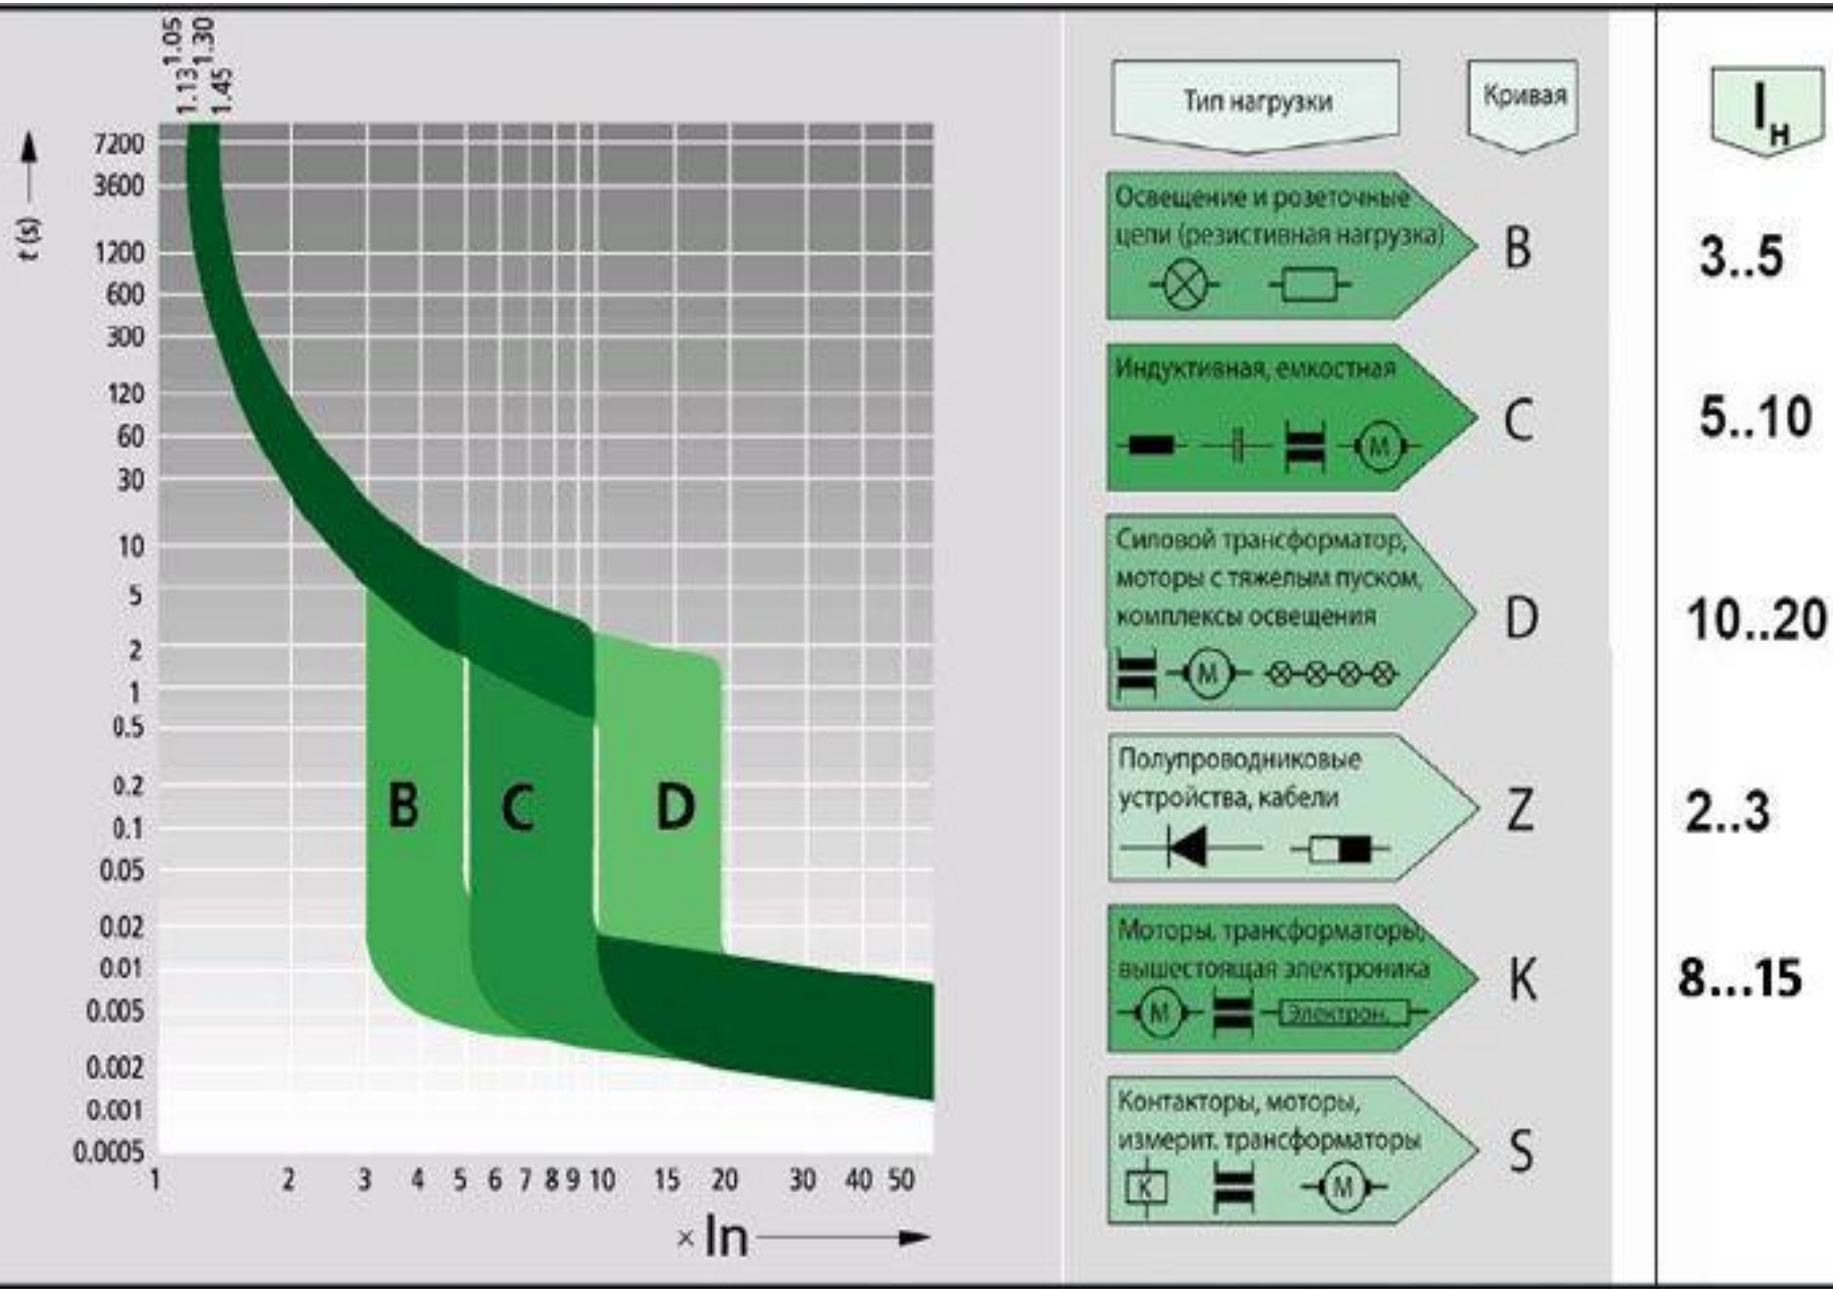 1.05
1.13
1.30
1.45
t (s)
7200
3600
1200
600
300
120
60
30
10
5
2
1
0.5
0.2
0.1
0.05
0.02
0.01
0.005
0.002
0.001
0.0005
B C D
1 2 3 4 5 6 7 8 9 10 15 20 30 40 50
× In
Тип нагрузки
Кривая
Iн
Освещение и розеточные
цепи (резистивная нагрузка)
B
3..5
Индуктивная, емкостная
M
C
5..10
Силовой трансформатор,
моторы с тяжелым пуском,
комплексы освещения
M
D
10..20
Полупроводниковые
устройства, кабели
Z
2..3
Моторы, трансформаторы,
вышестоящая электроника
M Электрон.
K
8...15
Контакторы, моторы,
измерит. трансформаторы
K M
S